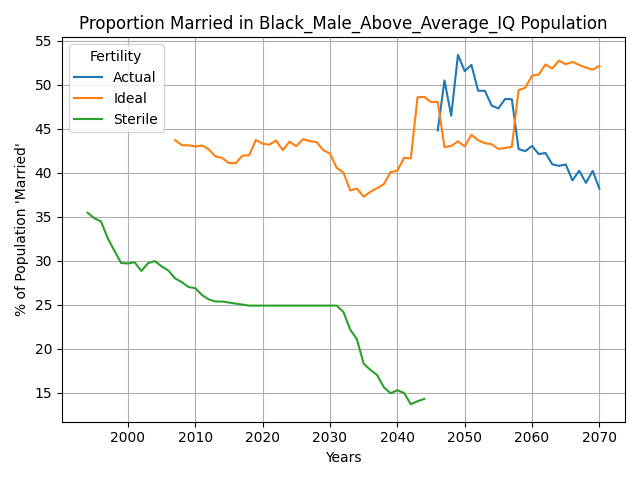 Proportion Married in Black_Male_Above_Average_IQ Population
Fertility
Actual
Ideal
Sterile
% of Population 'Married'
55
50
45
40
35
30
25
20
15
2000
2010
2020
2030
2040
2050
2060
2070
Years